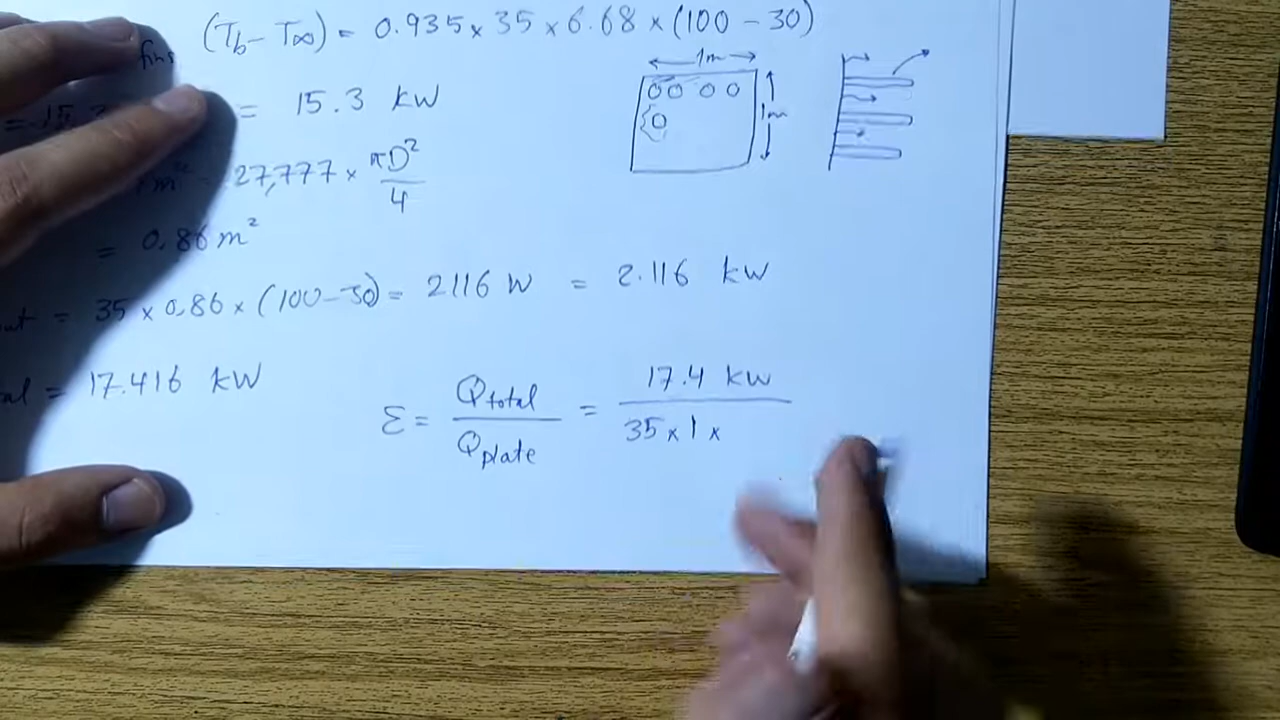 (Tb - T∞) = 0.935 × 35 × 6.68 × (100 - 30)
fins
= 15.3 kW
1m
1m
27,777 × πD²/4
= 0.86 m²
35 × 0.86 × (100-30) = 2116 W = 2.116 kW
= 17.416 kW
ε = Qtotal/Qplate = 17.4 kW/35 × 1 ×